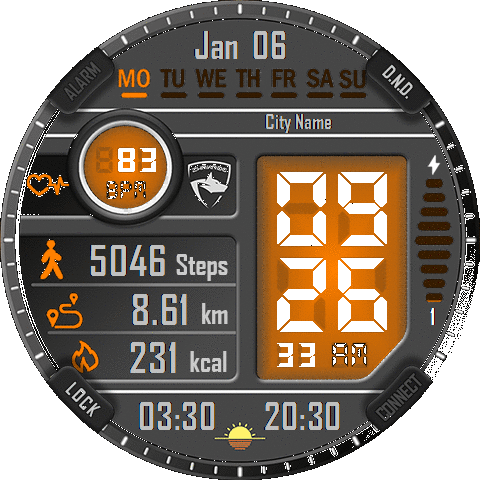 Jan 06
ALARM
D.N.D.
MO TU WE TH FR SA SU
City Name
83
BPM
09
26
33 AM
5046 Steps
8.61 km
231 kcal
1
LOCK
CONNECT
03:30 20:30